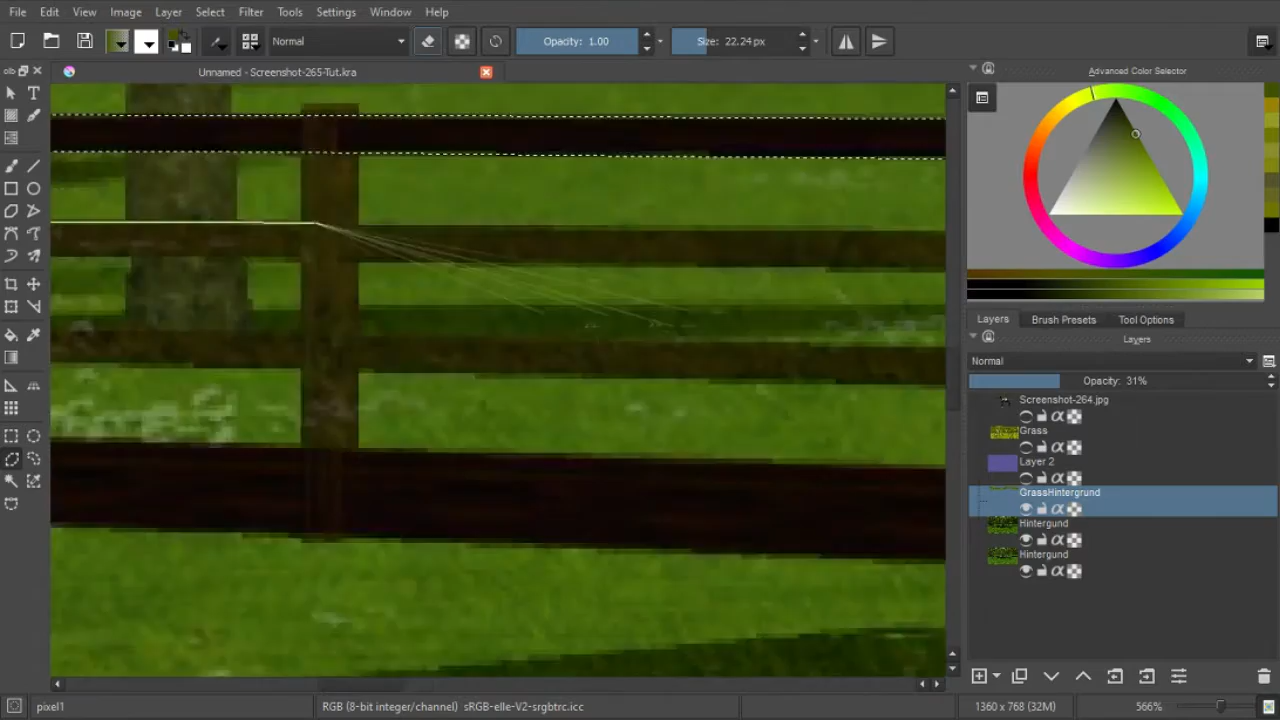 File Edit View Image Layer Select Filter Tools Settings Window Help
Normal Opacity: 1.00 Size: 22.24 px
Unnamed - Screenshot-265-Tut.kra
Advanced Color Selector
Layers Brush Presets Tool Options
Layers
Normal
Opacity: 31%
Screenshot-264.jpg
Grass
Layer 2
GrassHintergrund
Hintergund
Hintergund
pixel1 RGB (8-bit integer/channel) sRGB-elle-V2-srgbtrc.icc 1360 x 768 (32M) 566%